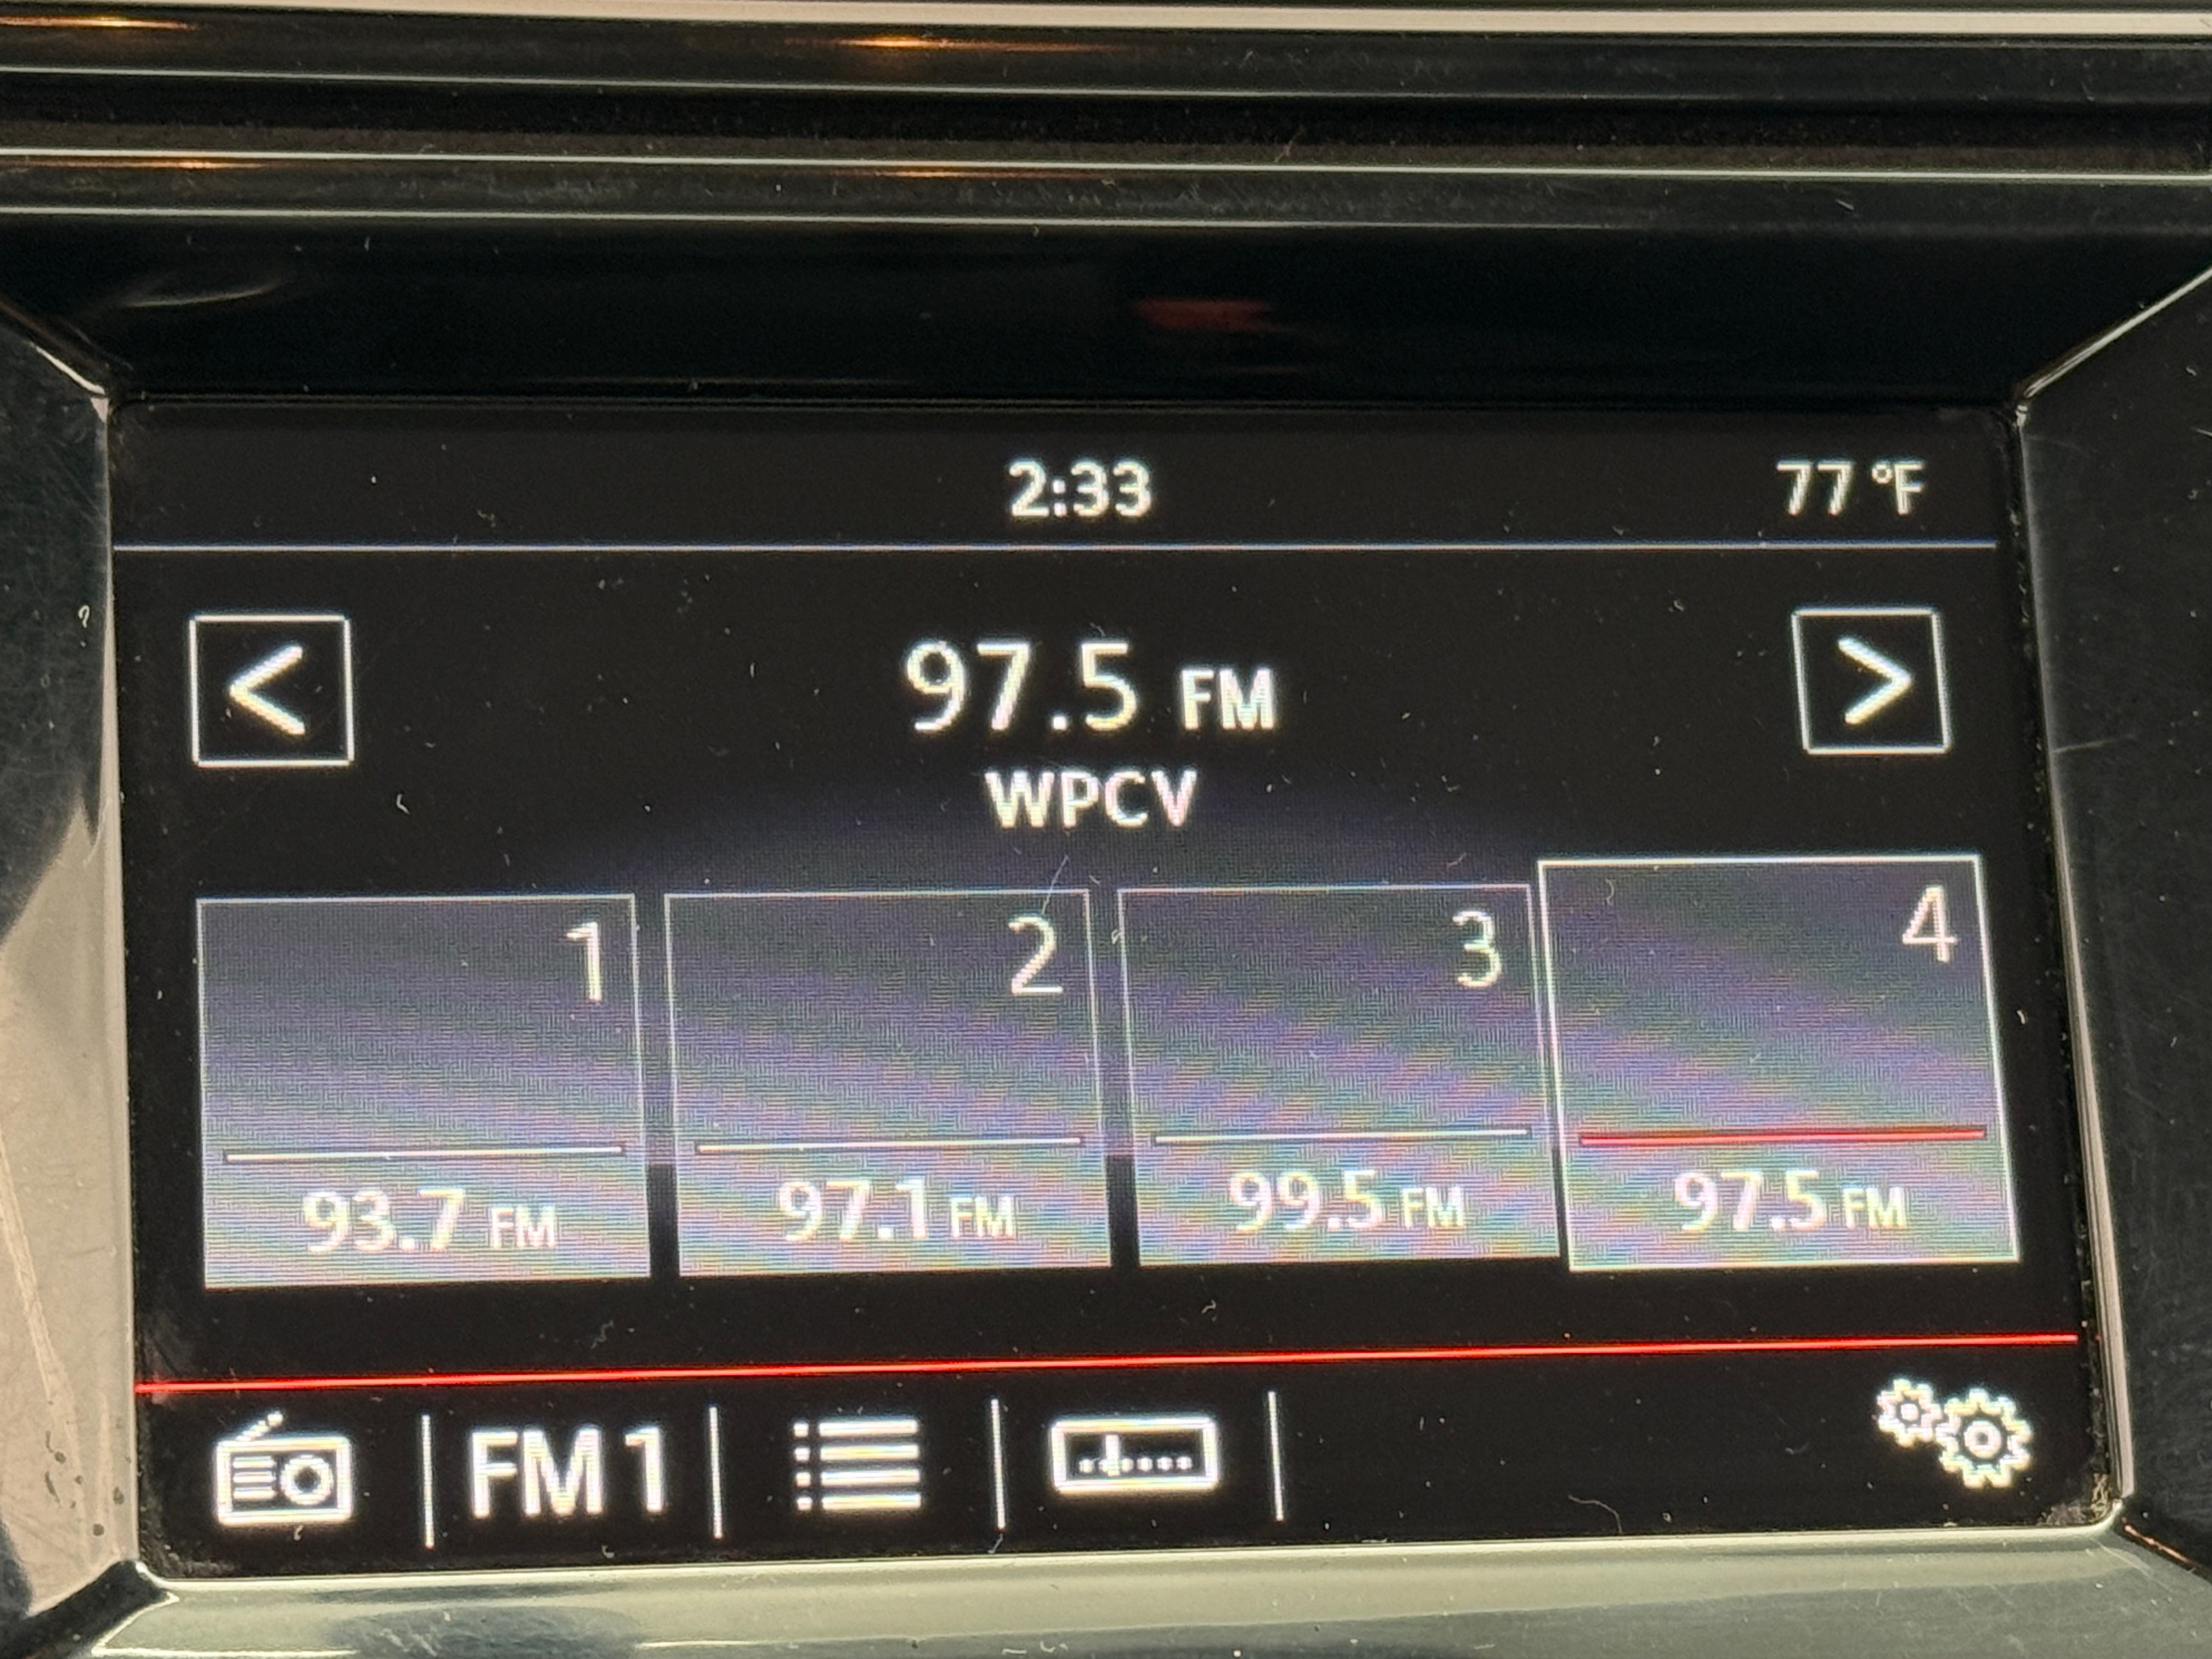 2:33 77 °F
< 97.5 FM >
WPCV
1 2 3 4
93.7 FM 97.1 FM 99.5 FM 97.5 FM
FM 1